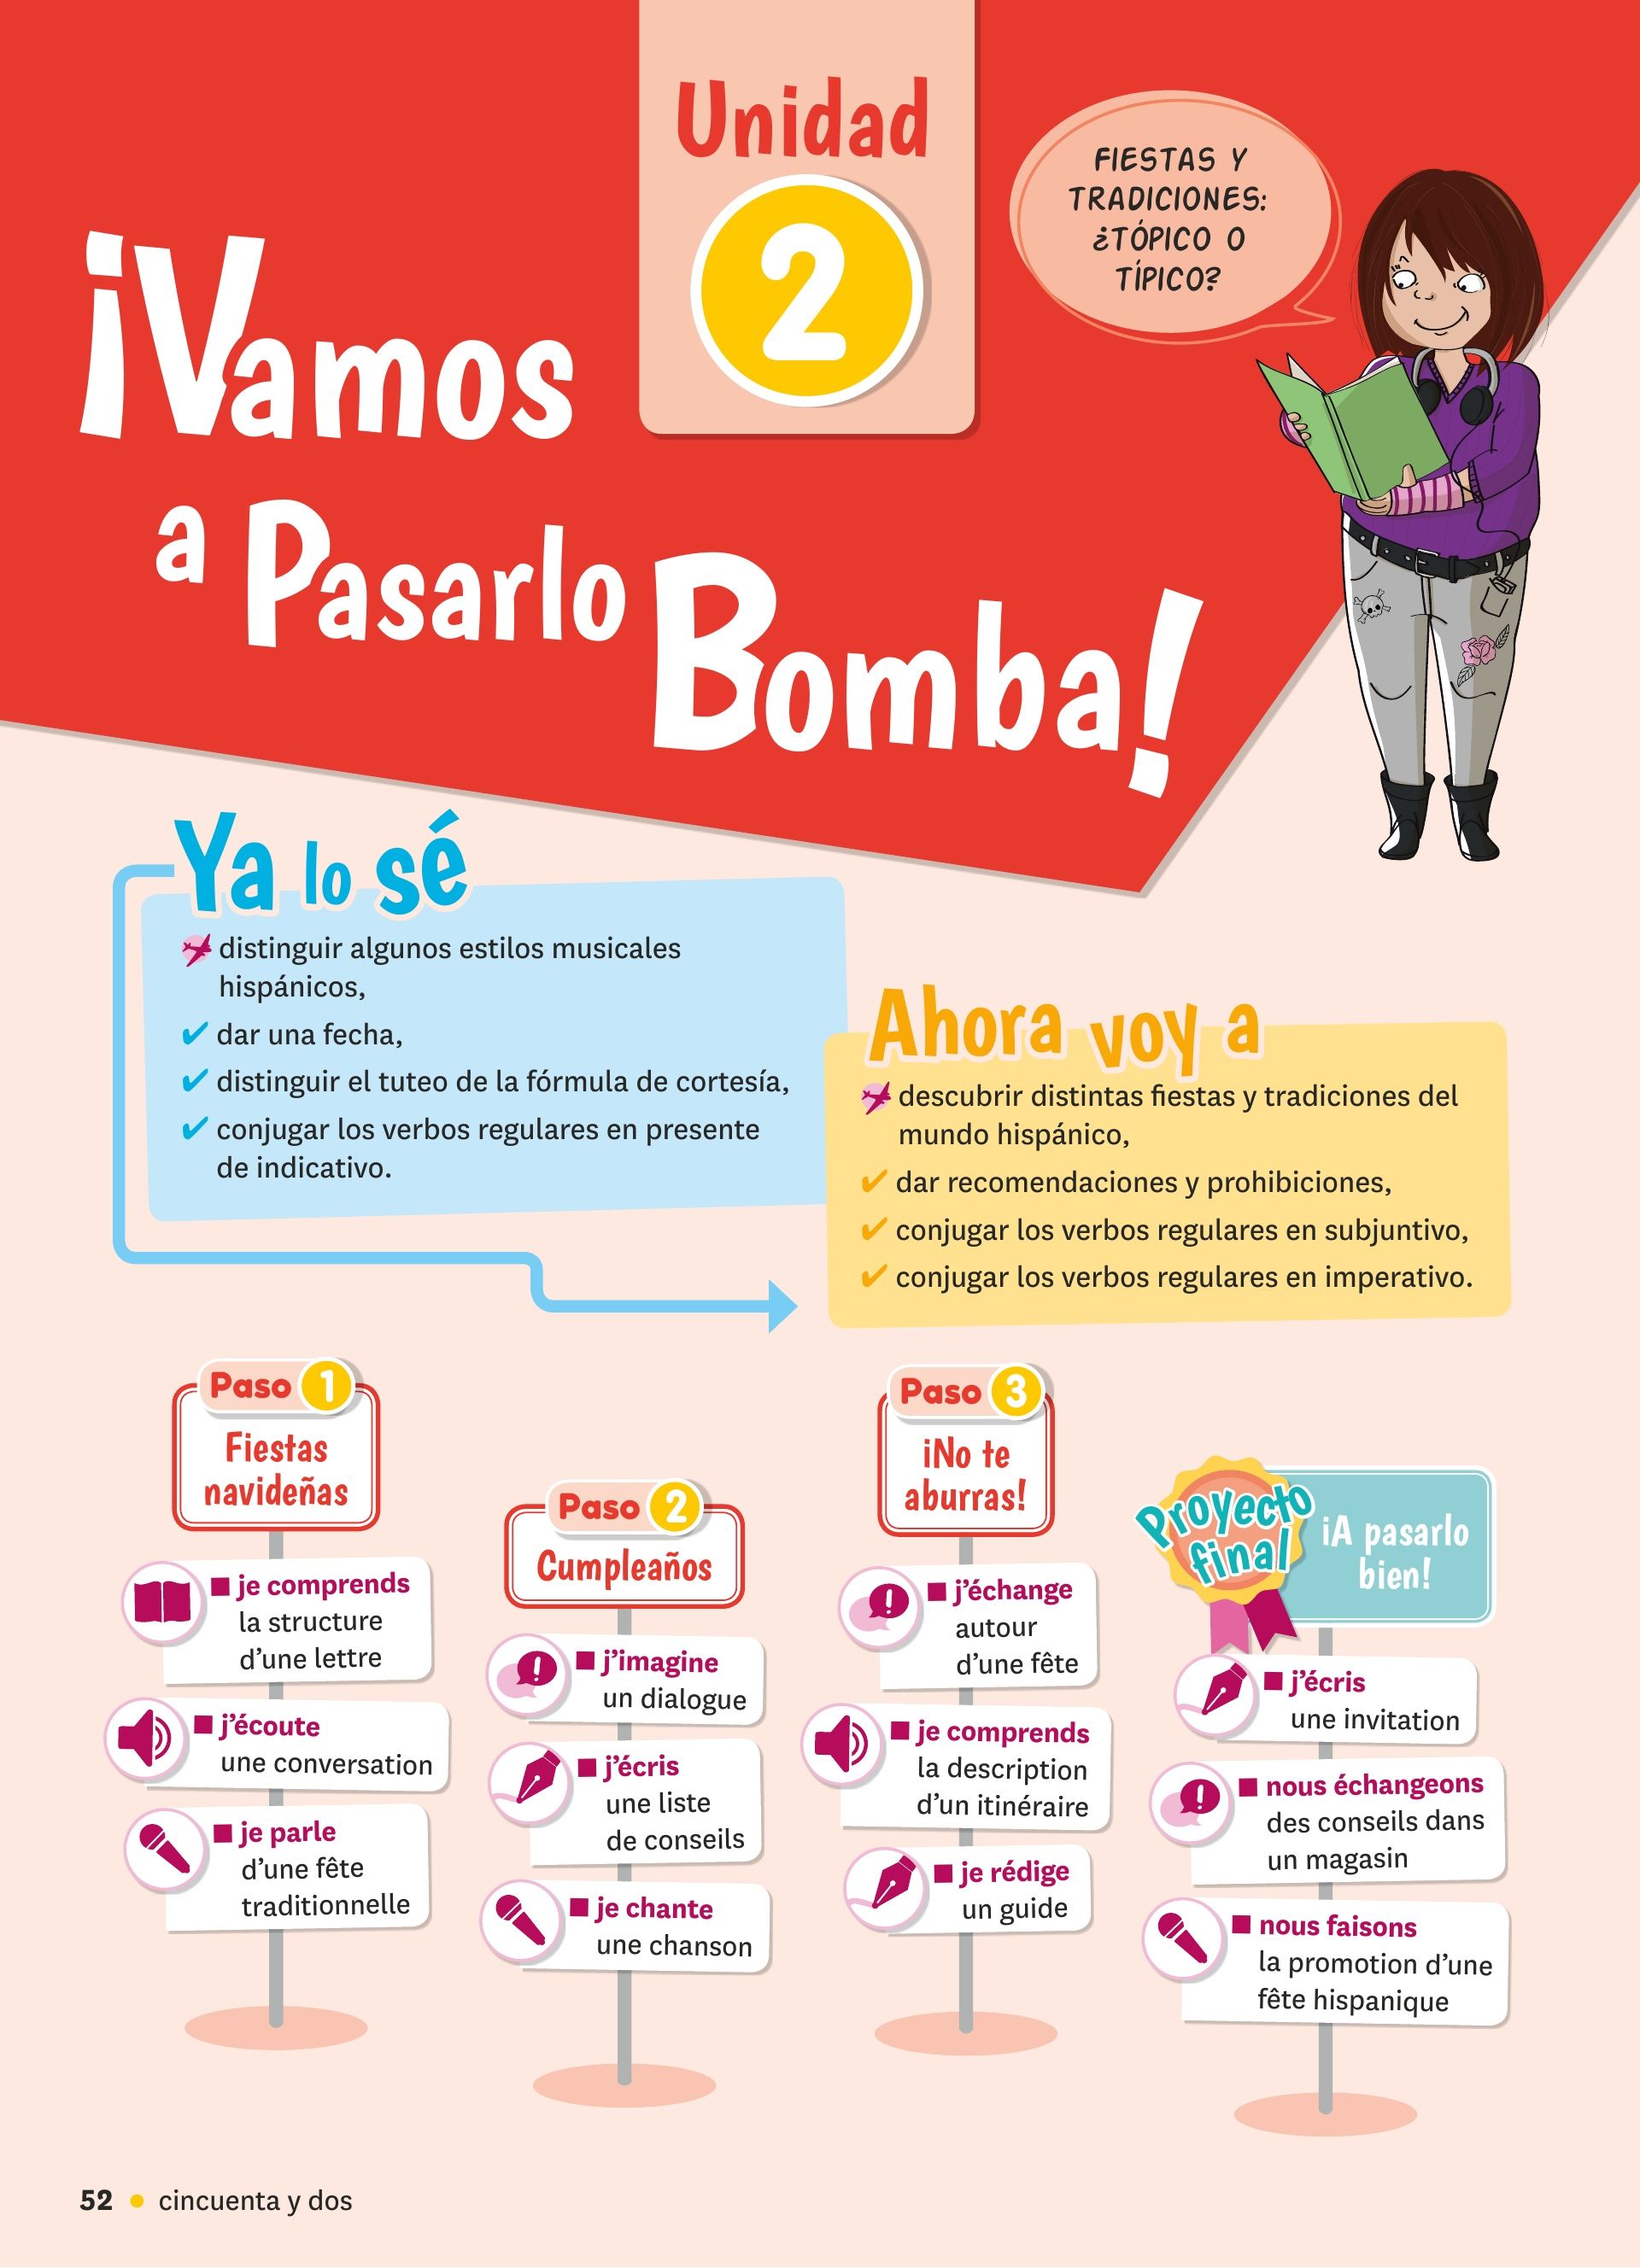 Unidad
2
FIESTAS Y
TRADICIONES:
¿TÓPICO O
TÍPICO?
¡Vamos
a Pasarlo
Bomba!
Ya lo sé
distinguir algunos estilos musicales
hispánicos,
✔ dar una fecha,
✔ distinguir el tuteo de la fórmula de cortesía,
✔ conjugar los verbos regulares en presente
de indicativo.
Ahora voy a
descubrir distintas fiestas y tradiciones del
mundo hispánico,
✔ dar recomendaciones y prohibiciones,
✔ conjugar los verbos regulares en subjuntivo,
✔ conjugar los verbos regulares en imperativo.
Paso 1
Fiestas
navideñas
■ je comprends
la structure
d'une lettre
■ j'écoute
une conversation
■ je parle
d'une fête
traditionnelle
Paso 2
Cumpleaños
■ j'imagine
un dialogue
■ j'écris
une liste
de conseils
■ je chante
une chanson
Paso 3
¡No te
aburras!
■ j'échange
autour
d'une fête
■ je comprends
la description
d'un itinéraire
■ je rédige
un guide
Proyecto
final
¡A pasarlo
bien!
■ j'écris
une invitation
■ nous échangeons
des conseils dans
un magasin
■ nous faisons
la promotion d'une
fête hispanique
52 • cincuenta y dos